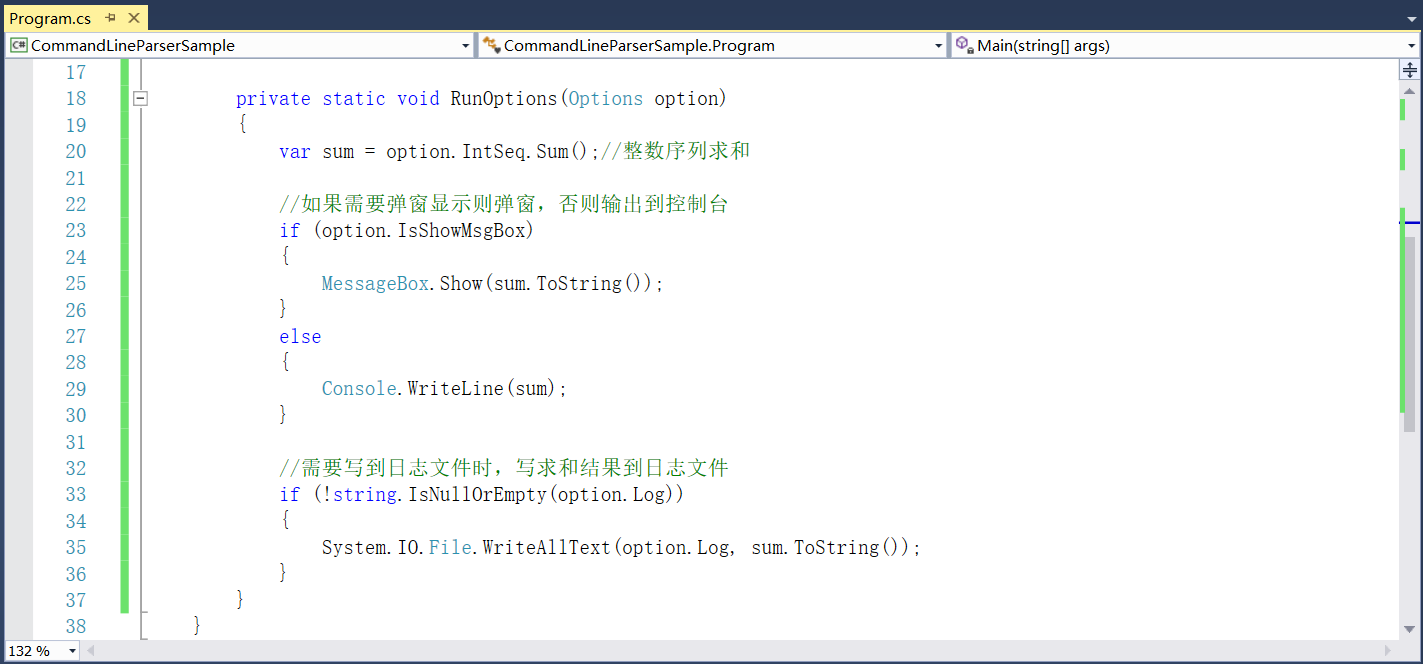 Program.cs
C# CommandLineParserSample CommandLineParserSample.Program Main(string[] args)
17
18 private static void RunOptions(Options option)
19 {
20 var sum = option.IntSeq.Sum();//整数序列求和
21
22 //如果需要弹窗显示则弹窗，否则输出到控制台
23 if (option.IsShowMsgBox)
24 {
25 MessageBox.Show(sum.ToString());
26 }
27 else
28 {
29 Console.WriteLine(sum);
30 }
31
32 //需要写到日志文件时，写求和结果到日志文件
33 if (!string.IsNullOrEmpty(option.Log))
34 {
35 System.IO.File.WriteAllText(option.Log, sum.ToString());
36 }
37 }
38 }
132 %